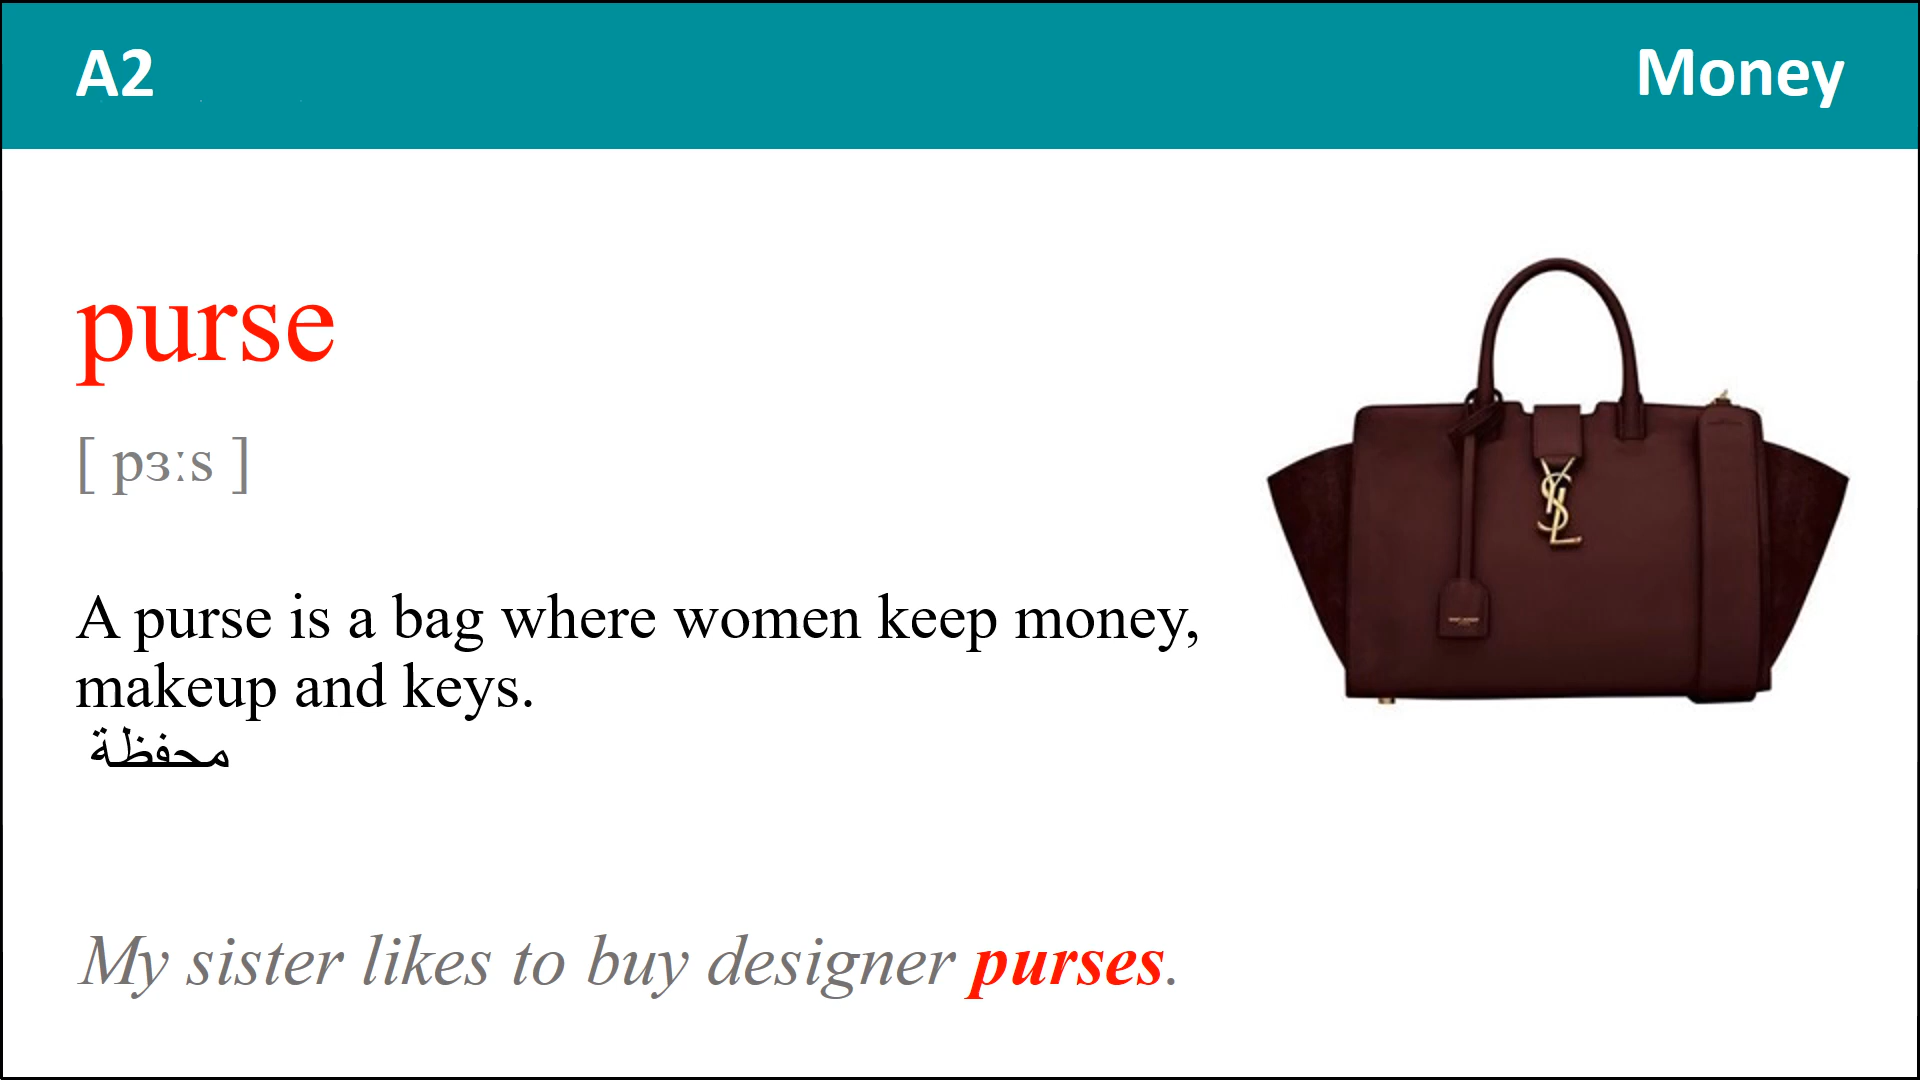 A2
Money
purse
[ pɜːs ]
A purse is a bag where women keep money,
makeup and keys.
محفظة
My sister likes to buy designer purses.
YSL